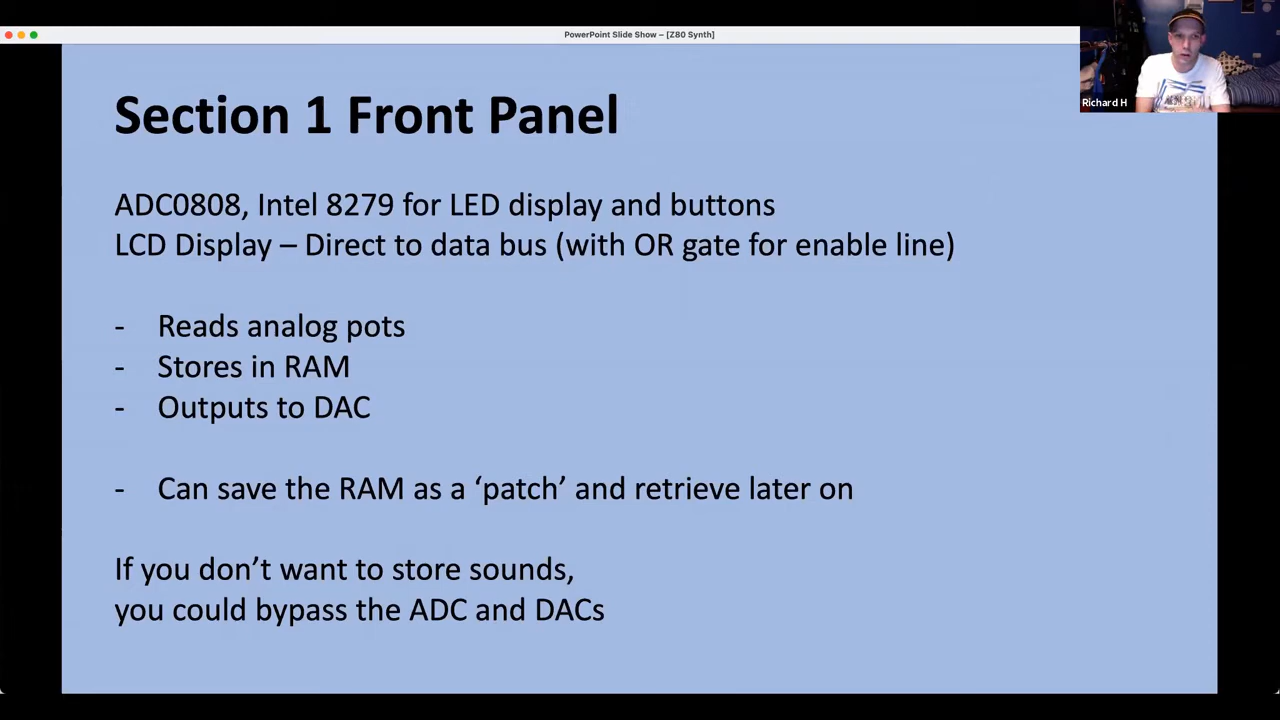 PowerPoint Slide Show – [Z80 Synth]
Richard H
Section 1 Front Panel
ADC0808, Intel 8279 for LED display and buttons
LCD Display – Direct to data bus (with OR gate for enable line)
- Reads analog pots
- Stores in RAM
- Outputs to DAC
- Can save the RAM as a ‘patch’ and retrieve later on
If you don’t want to store sounds,
you could bypass the ADC and DACs